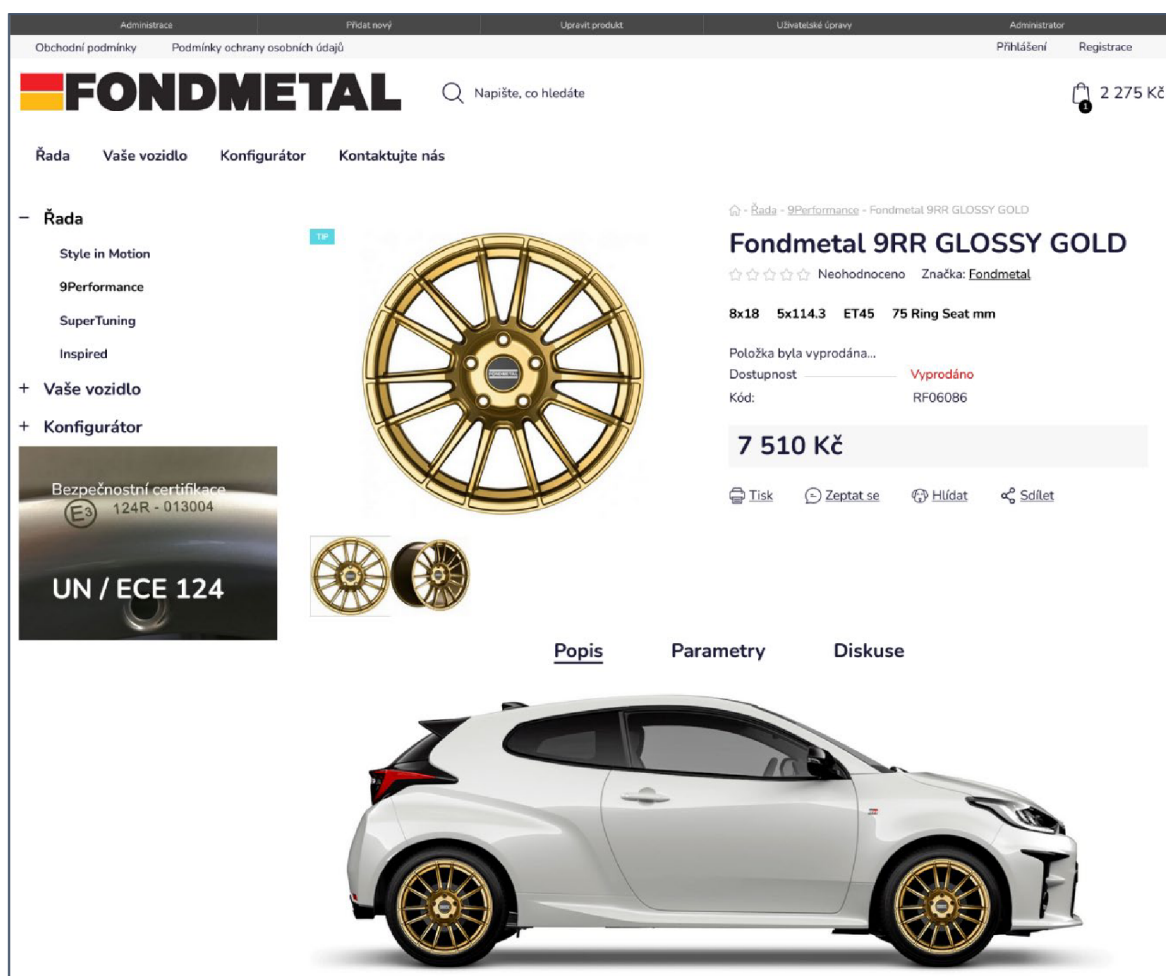 Administrace Přidat nový Upravit produkt Uživatelské úpravy Administrator
Obchodní podmínky Podmínky ochrany osobních údajů Přihlášení Registrace
FONDMETAL Napište, co hledáte 2 275 Kč
1
Řada Vaše vozidlo Konfigurátor Kontaktujte nás
− Řada
Style in Motion
9Performance
SuperTuning
Inspired
+ Vaše vozidlo
+ Konfigurátor
Bezpečnostní certifikace
E3 124R - 013004
UN / ECE 124
TIP
FONDMETAL
- Řada - 9Performance - Fondmetal 9RR GLOSSY GOLD
Fondmetal 9RR GLOSSY GOLD
Neohodnoceno Značka: Fondmetal
8x18 5x114.3 ET45 75 Ring Seat mm
Položka byla vyprodána...
Dostupnost Vyprodáno
Kód: RF06086
7 510 Kč
Tisk Zeptat se Hlídat Sdílet
Popis Parametry Diskuse